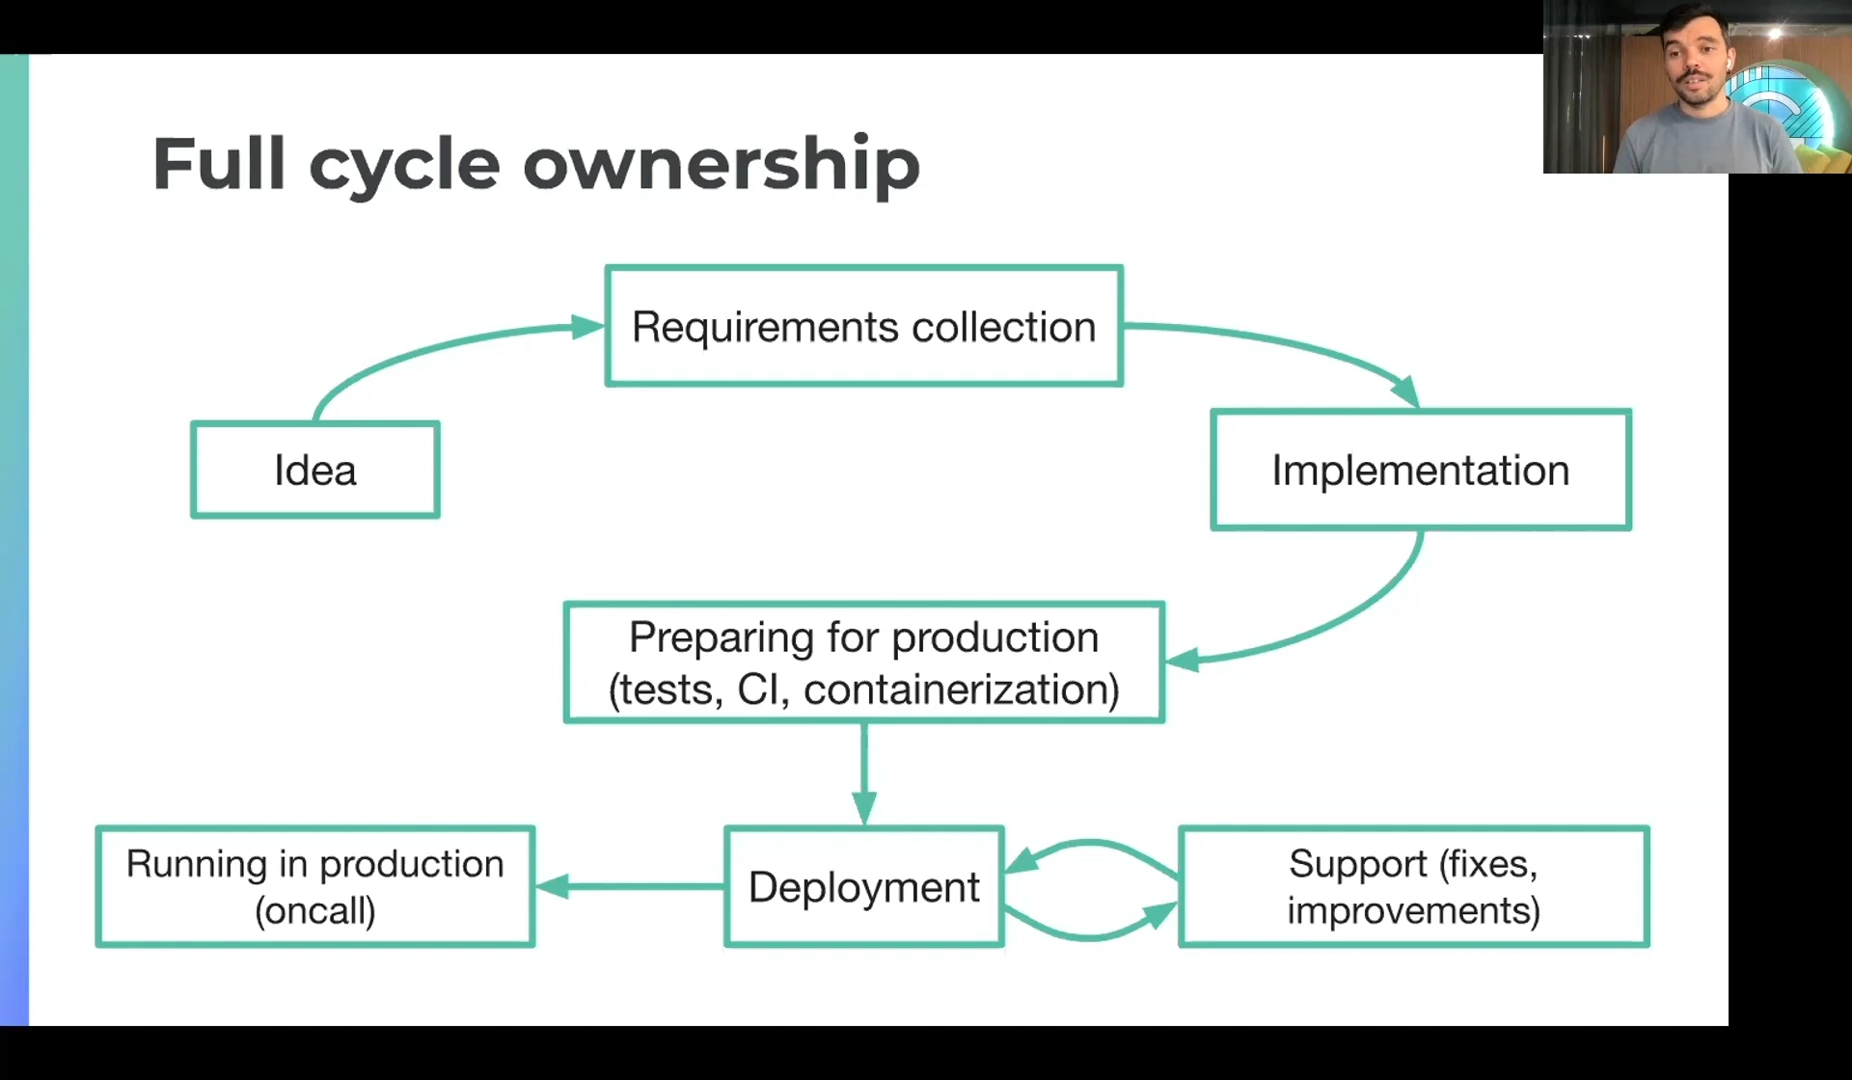 Full cycle ownership
Requirements collection
Idea
Implementation
Preparing for production
(tests, CI, containerization)
Running in production
(oncall)
Deployment
Support (fixes,
improvements)